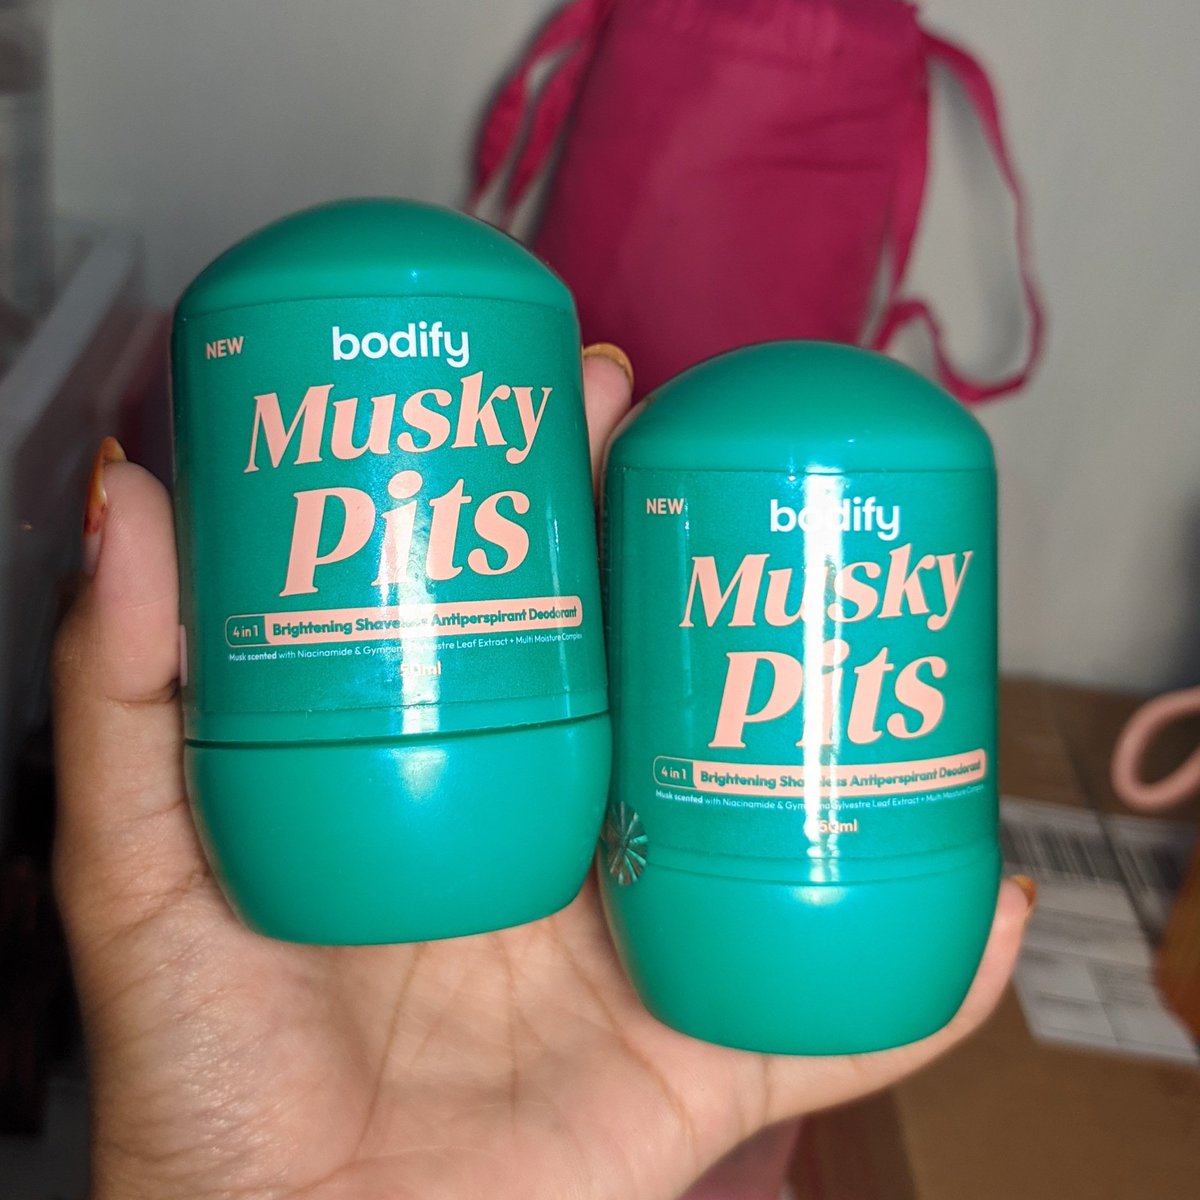 NEW
bodify
Musky
Pits
4 in 1 Brightening Shaveless Antiperspirant Deodorant
Musk scented with Niacinamide & Gymnema Sylvestre Leaf Extract + Multi Moisture Complex
50ml
NEW
bodify
Musky
Pits
4 in 1 Brightening Shaveless Antiperspirant Deodorant
Musk scented with Niacinamide & Gymnema Sylvestre Leaf Extract + Multi Moisture Complex
50ml